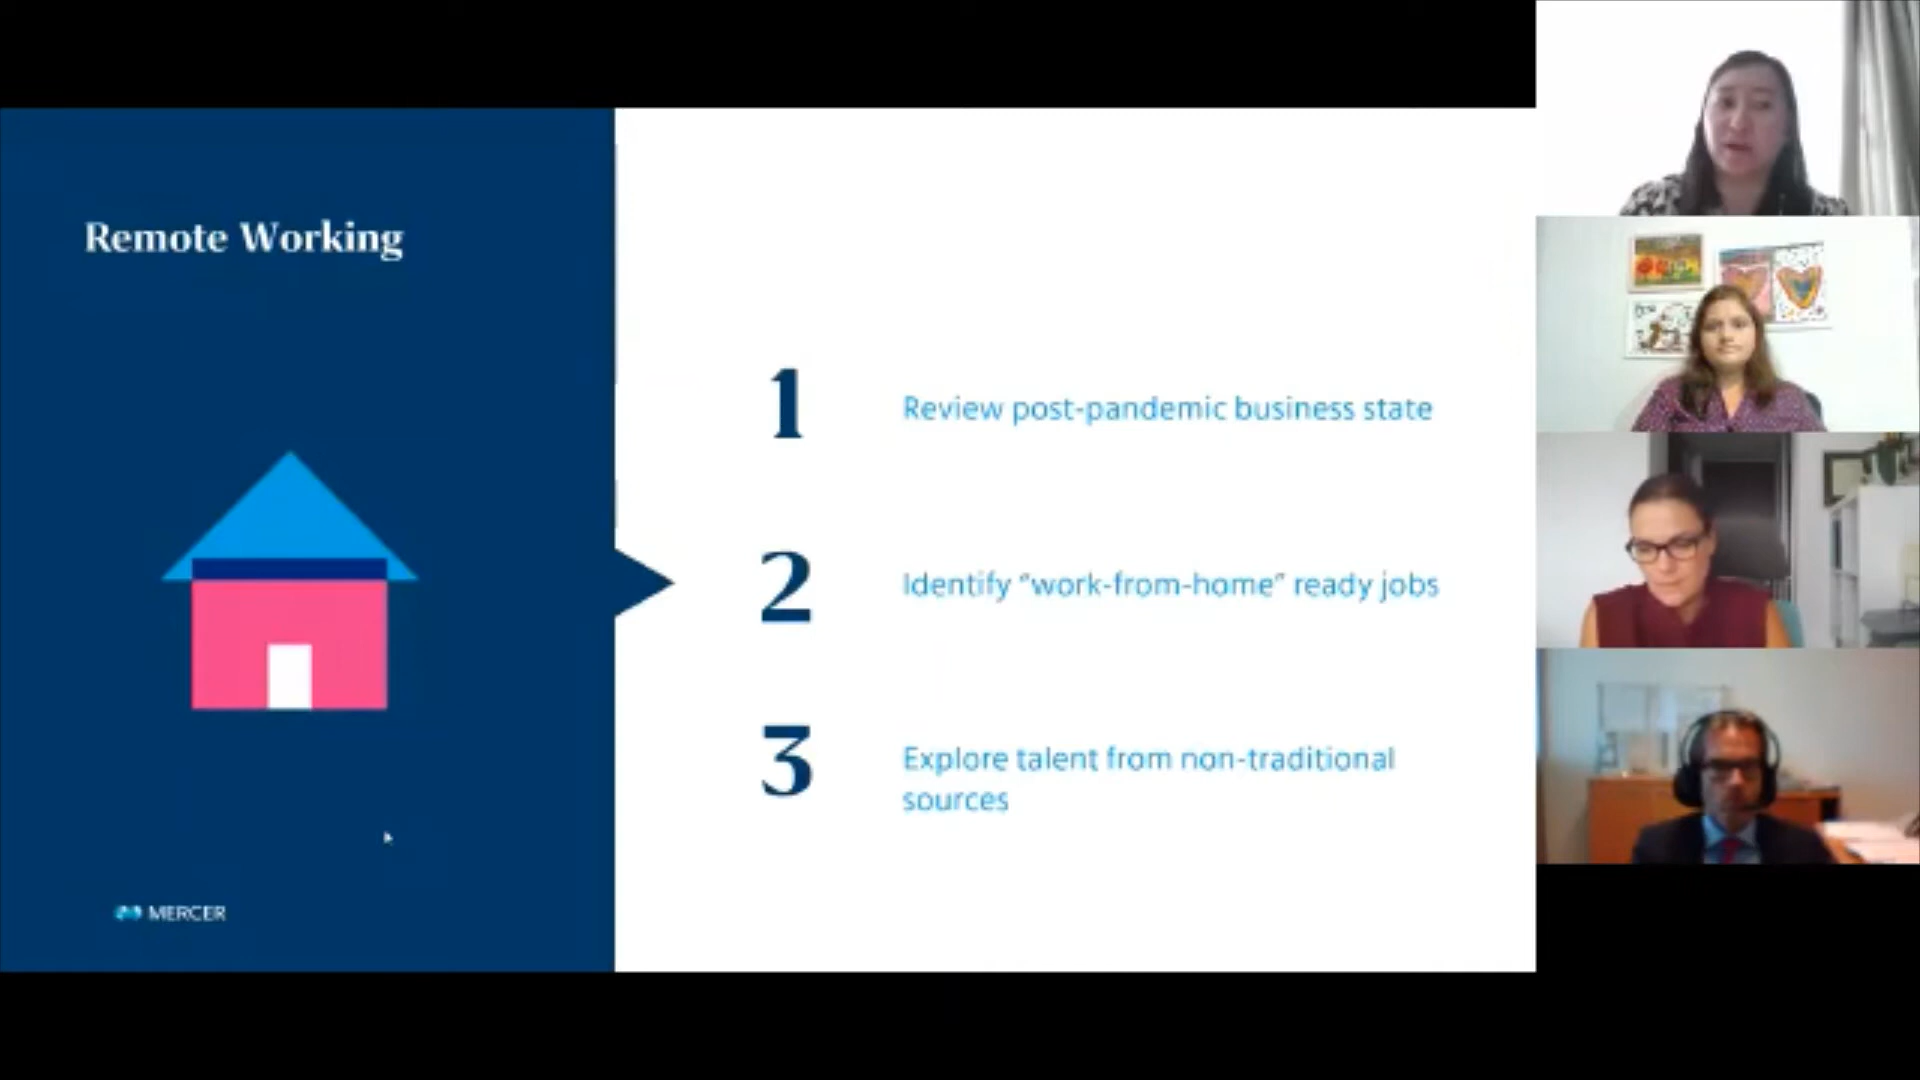 Remote Working
1
Review post-pandemic business state
2
Identify “work-from-home” ready jobs
3
Explore talent from non-traditional
sources
MERCER